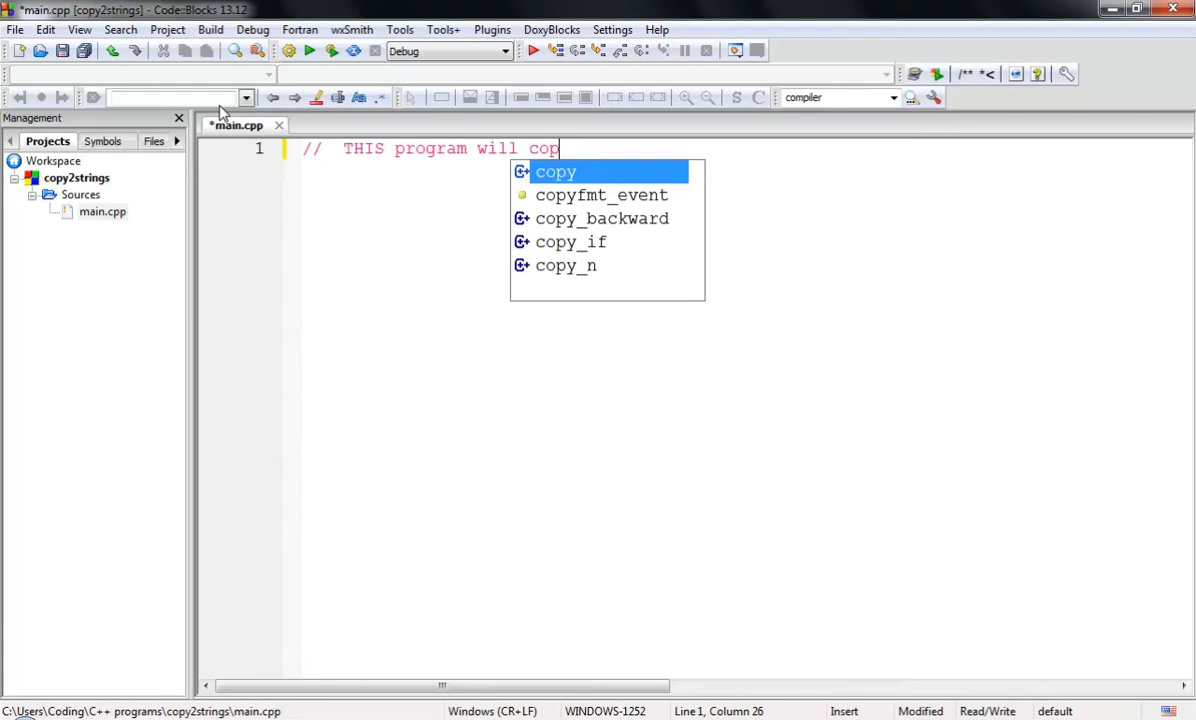 *main.cpp [copy2strings] - Code::Blocks 13.12
File Edit View Search Project Build Debug Fortran wxSmith Tools Tools+ Plugins DoxyBlocks Settings Help
Debug
/** *<
Aa .* S C compiler
Management
*main.cpp
Projects Symbols Files
Workspace
copy2strings
Sources
main.cpp
1 // THIS program will cop
copy
copyfmt_event
copy_backward
copy_if
copy_n
C:\Users\Coding\C++ programs\copy2strings\main.cpp Windows (CR+LF) WINDOWS-1252 Line 1, Column 26 Insert Modified Read/Write default